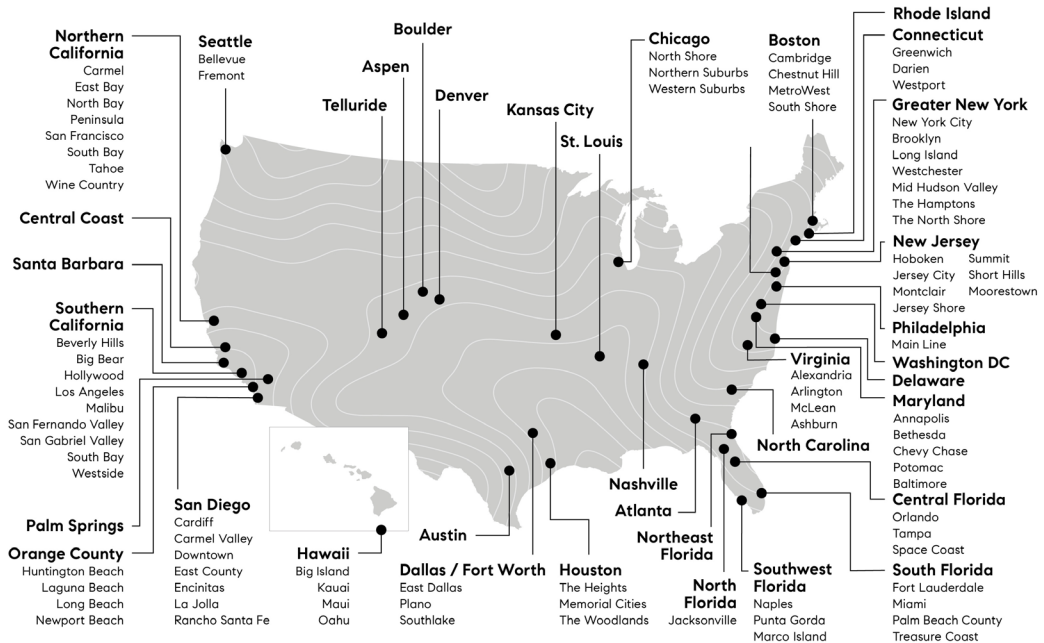 Northern
California
Carmel
East Bay
North Bay
Peninsula
San Francisco
South Bay
Tahoe
Wine Country
Central Coast
Santa Barbara
Southern
California
Beverly Hills
Big Bear
Hollywood
Los Angeles
Malibu
San Fernando Valley
San Gabriel Valley
South Bay
Westside
Palm Springs
Orange County
Huntington Beach
Laguna Beach
Long Beach
Newport Beach
Seattle
Bellevue
Fremont
San Diego
Cardiff
Carmel Valley
Downtown
East County
Encinitas
La Jolla
Rancho Santa Fe
Hawaii
Big Island
Kauai
Maui
Oahu
Telluride
Aspen
Boulder
Denver
Kansas City
St. Louis
Chicago
North Shore
Northern Suburbs
Western Suburbs
Austin
Dallas / Fort Worth
East Dallas
Plano
Southlake
Houston
The Heights
Memorial Cities
The Woodlands
Nashville
Atlanta
Northeast
Florida
North
Florida
Jacksonville
Southwest
Florida
Naples
Punta Gorda
Marco Island
Boston
Cambridge
Chestnut Hill
MetroWest
South Shore
Rhode Island
Connecticut
Greenwich
Darien
Westport
Greater New York
New York City
Brooklyn
Long Island
Westchester
Mid Hudson Valley
The Hamptons
The North Shore
New Jersey
Hoboken Summit
Jersey City Short Hills
Montclair Moorestown
Jersey Shore
Philadelphia
Main Line
Washington DC
Delaware
Maryland
Annapolis
Bethesda
Chevy Chase
Potomac
Baltimore
Virginia
Alexandria
Arlington
McLean
Ashburn
North Carolina
Central Florida
Orlando
Tampa
Space Coast
South Florida
Fort Lauderdale
Miami
Palm Beach County
Treasure Coast